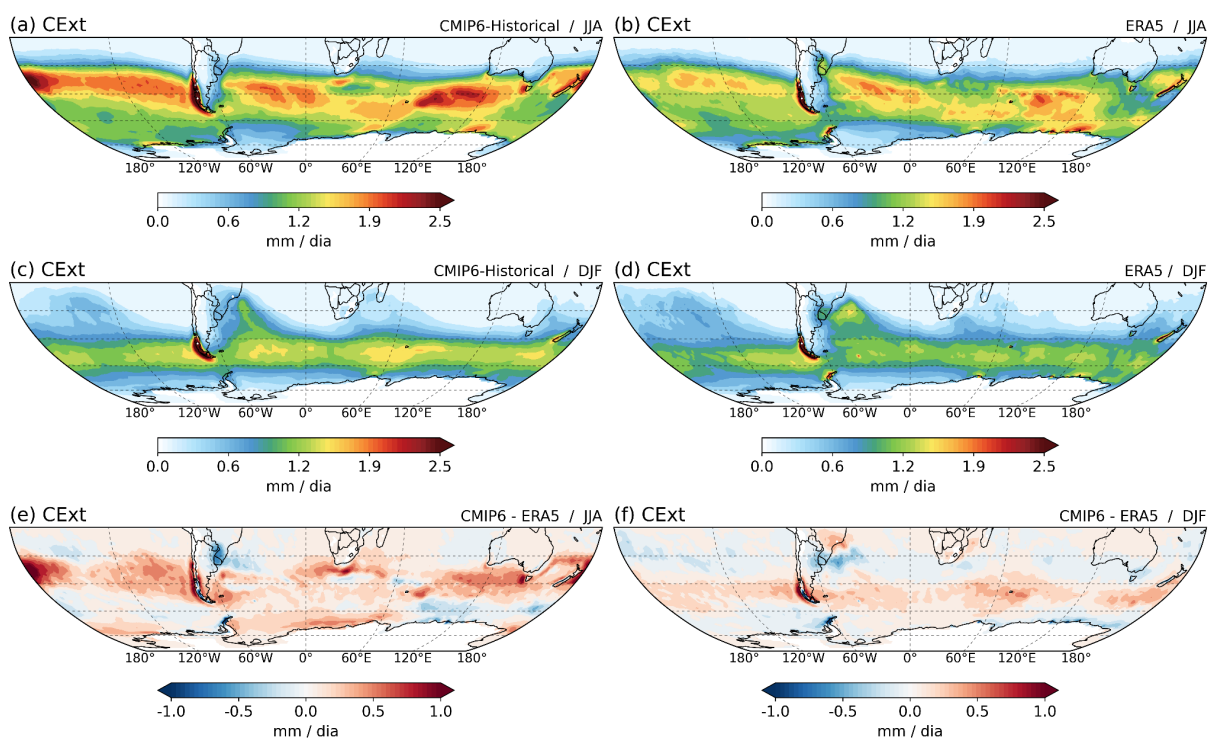 (a) CExt CMIP6-Historical / JJA
(b) CExt ERA5 / JJA
180° 120°W 60°W 0° 60°E 120°E 180°
180° 120°W 60°W 0° 60°E 120°E 180°
0.0 0.6 1.2 1.9 2.5
mm / dia
0.0 0.6 1.2 1.9 2.5
mm / dia
(c) CExt CMIP6-Historical / DJF
(d) CExt ERA5 / DJF
180° 120°W 60°W 0° 60°E 120°E 180°
180° 120°W 60°W 0° 60°E 120°E 180°
0.0 0.6 1.2 1.9 2.5
mm / dia
0.0 0.6 1.2 1.9 2.5
mm / dia
(e) CExt CMIP6 - ERA5 / JJA
(f) CExt CMIP6 - ERA5 / DJF
180° 120°W 60°W 0° 60°E 120°E 180°
180° 120°W 60°W 0° 60°E 120°E 180°
-1.0 -0.5 0.0 0.5 1.0
mm / dia
-1.0 -0.5 0.0 0.5 1.0
mm / dia